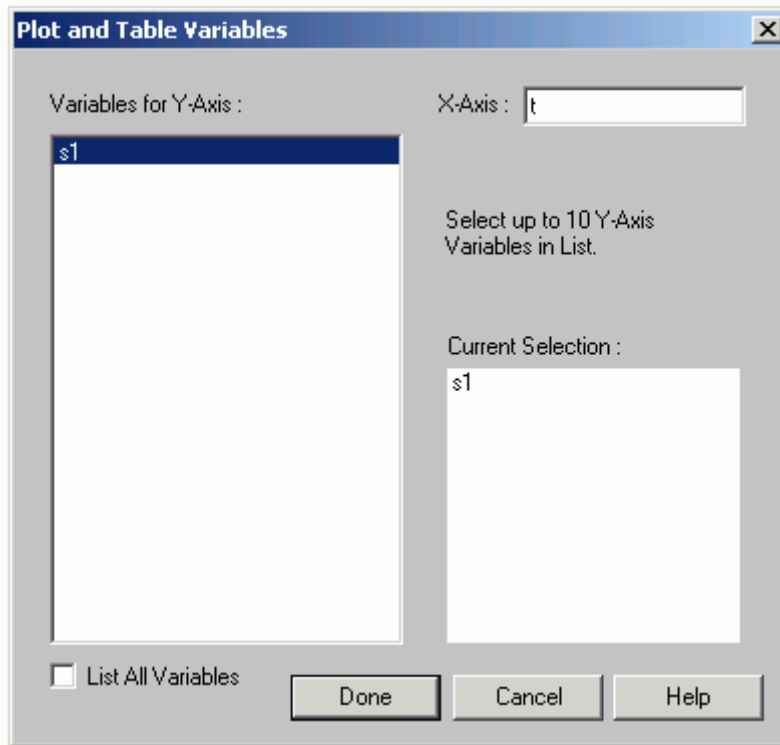 Plot and Table Variables
Variables for Y-Axis :
X-Axis : t
s1
Select up to 10 Y-Axis
Variables in List.
Current Selection :
s1
List All Variables
Done
Cancel
Help